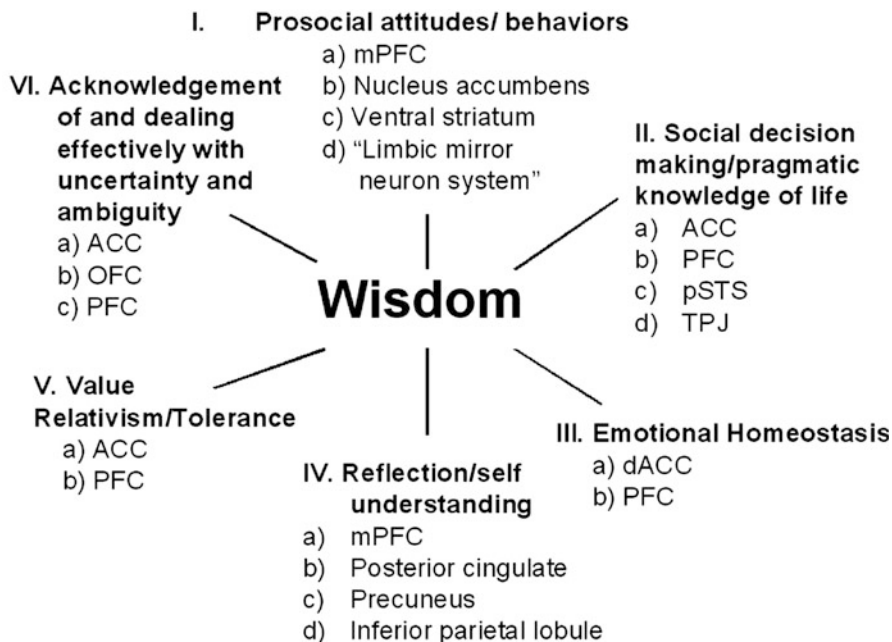 I. Prosocial attitudes/ behaviors
a) mPFC
b) Nucleus accumbens
c) Ventral striatum
d) “Limbic mirror
neuron system”
II. Social decision
making/pragmatic
knowledge of life
a) ACC
b) PFC
c) pSTS
d) TPJ
III. Emotional Homeostasis
a) dACC
b) PFC
IV. Reflection/self
understanding
a) mPFC
b) Posterior cingulate
c) Precuneus
d) Inferior parietal lobule
V. Value
Relativism/Tolerance
a) ACC
b) PFC
VI. Acknowledgement
of and dealing
effectively with
uncertainty and
ambiguity
a) ACC
b) OFC
c) PFC
Wisdom